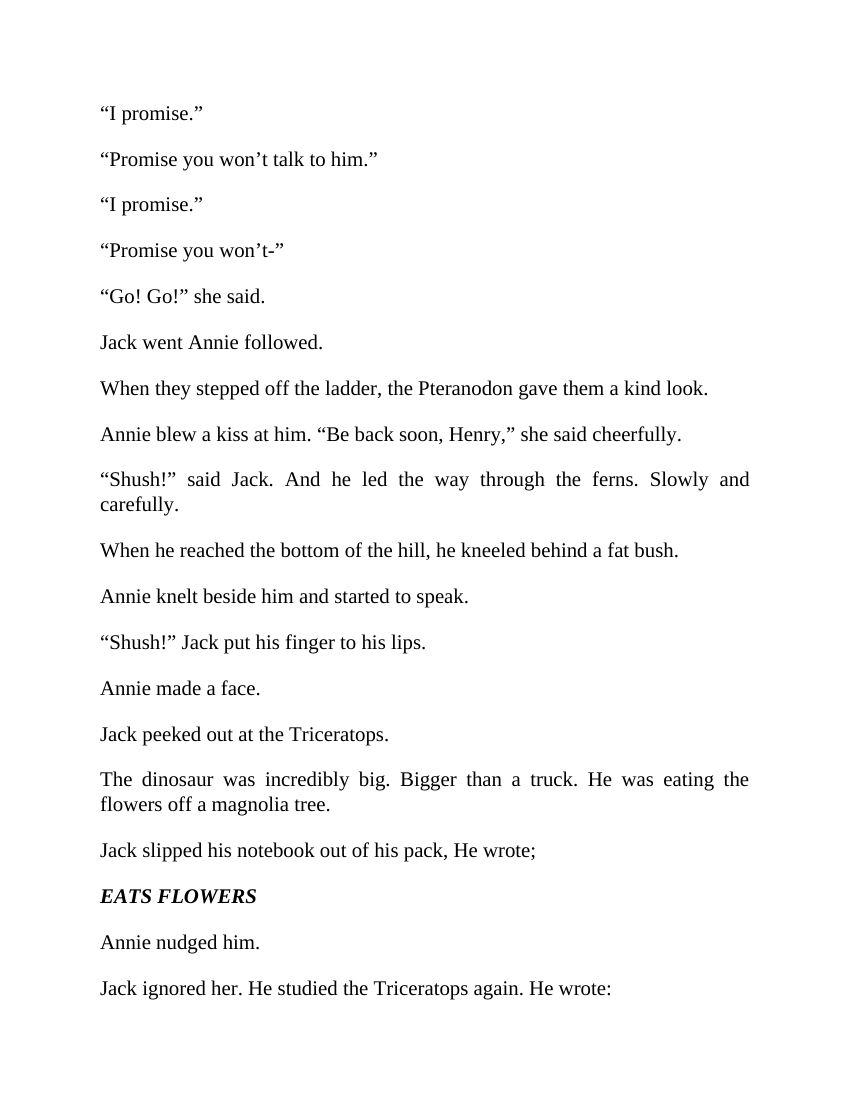 “I promise.”
“Promise you won’t talk to him.”
“I promise.”
“Promise you won’t-”
“Go! Go!” she said.
Jack went Annie followed.
When they stepped off the ladder, the Pteranodon gave them a kind look.
Annie blew a kiss at him. “Be back soon, Henry,” she said cheerfully.
“Shush!” said Jack. And he led the way through the ferns. Slowly and
carefully.
When he reached the bottom of the hill, he kneeled behind a fat bush.
Annie knelt beside him and started to speak.
“Shush!” Jack put his finger to his lips.
Annie made a face.
Jack peeked out at the Triceratops.
The dinosaur was incredibly big. Bigger than a truck. He was eating the
flowers off a magnolia tree.
Jack slipped his notebook out of his pack, He wrote;
EATS FLOWERS
Annie nudged him.
Jack ignored her. He studied the Triceratops again. He wrote: